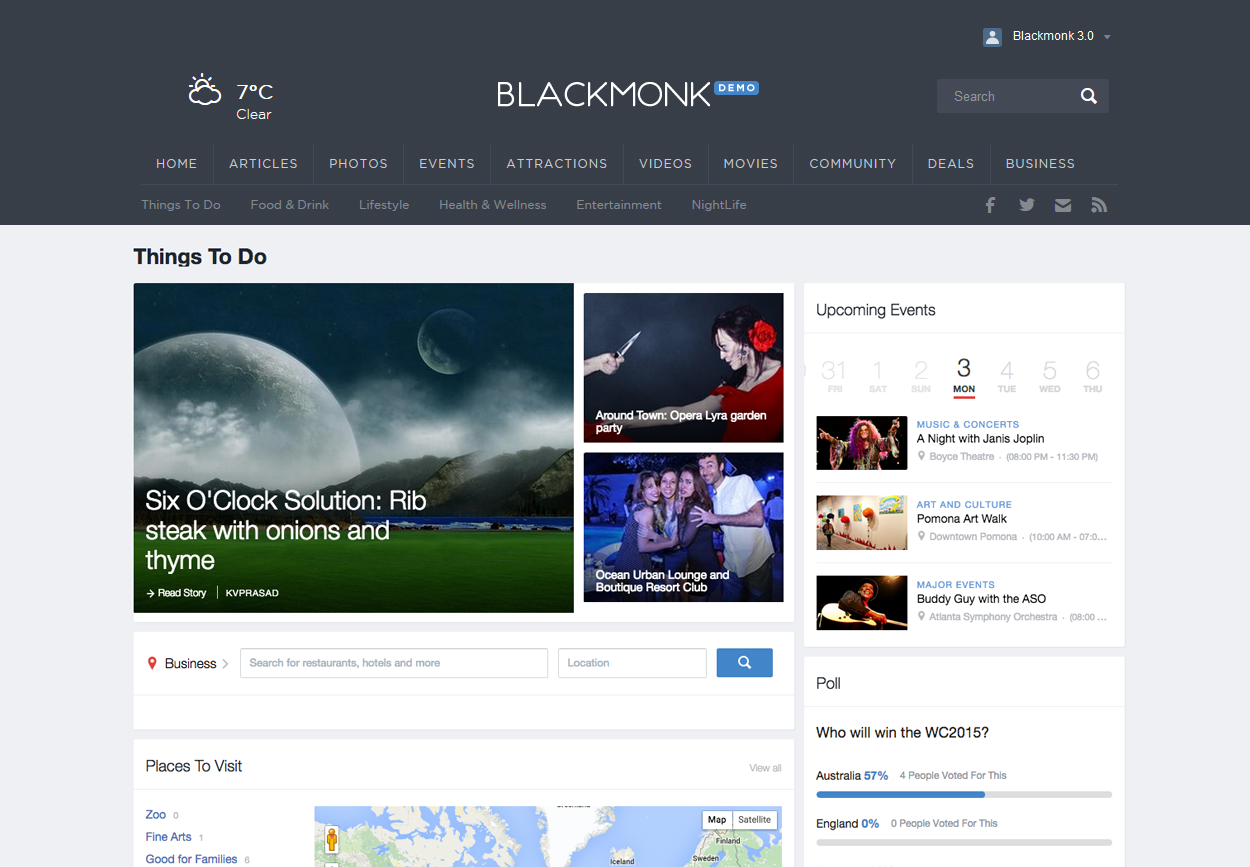 Blackmonk 3.0
7°C
Clear
BLACKMONK DEMO
Search
HOME ARTICLES PHOTOS EVENTS ATTRACTIONS VIDEOS MOVIES COMMUNITY DEALS BUSINESS
Things To Do Food & Drink Lifestyle Health & Wellness Entertainment NightLife
Things To Do
Six O'Clock Solution: Rib
steak with onions and
thyme
Read Story KVPRASAD
Around Town: Opera Lyra garden
party
Ocean Urban Lounge and
Boutique Resort Club
Business
Search for restaurants, hotels and more
Location
Places To Visit
View all
Zoo 0
Fine Arts 1
Good for Families 6
Map Satellite
Finland
Iceland
Sweden
Upcoming Events
31 1 2 3 4 5 6
FRI SAT SUN MON TUE WED THU
MUSIC & CONCERTS
A Night with Janis Joplin
Boyce Theatre · (08:00 PM - 11:30 PM)
ART AND CULTURE
Pomona Art Walk
Downtown Pomona · (10:00 AM - 07:0...
MAJOR EVENTS
Buddy Guy with the ASO
Atlanta Symphony Orchestra · (08:00 ...
Poll
Who will win the WC2015?
Australia 57% 4 People Voted For This
England 0% 0 People Voted For This